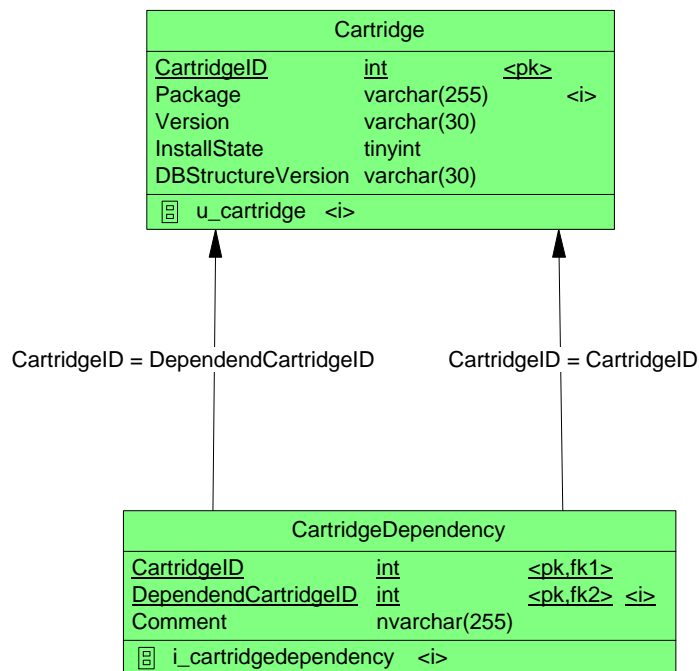 Cartridge
CartridgeID int <pk>
Package varchar(255) <i>
Version varchar(30)
InstallState tinyint
DBStructureVersion varchar(30)
u_cartridge <i>
CartridgeID = DependendCartridgeID CartridgeID = CartridgeID
CartridgeDependency
CartridgeID int <pk,fk1>
DependendCartridgeID int <pk,fk2> <i>
Comment nvarchar(255)
i_cartridgedependency <i>